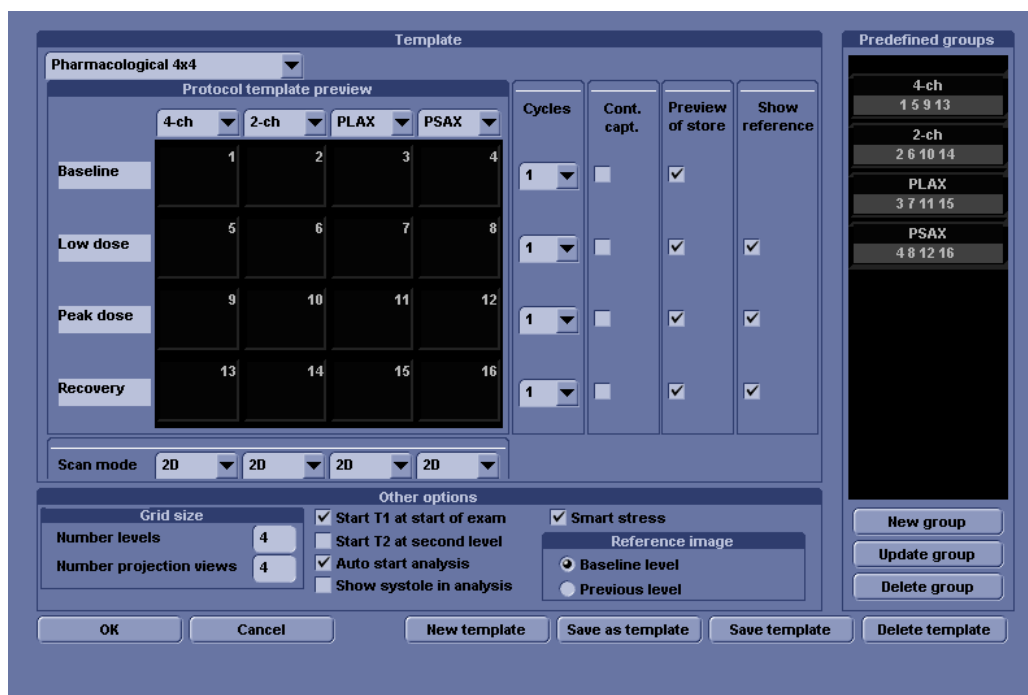 Template
Pharmacological 4x4
Protocol template preview
4-ch 2-ch PLAX PSAX
Cycles
Cont. capt.
Preview of store
Show reference
Baseline
1 2 3 4
1
Low dose
5 6 7 8
1
Peak dose
9 10 11 12
1
Recovery
13 14 15 16
1
Scan mode 2D 2D 2D 2D
Predefined groups
4-ch
1 5 9 13
2-ch
2 6 10 14
PLAX
3 7 11 15
PSAX
4 8 12 16
Other options
Grid size
Number levels 4
Number projection views 4
Start T1 at start of exam
Start T2 at second level
Auto start analysis
Show systole in analysis
Smart stress
Reference image
Baseline level
Previous level
New group
Update group
Delete group
OK Cancel New template Save as template Save template Delete template